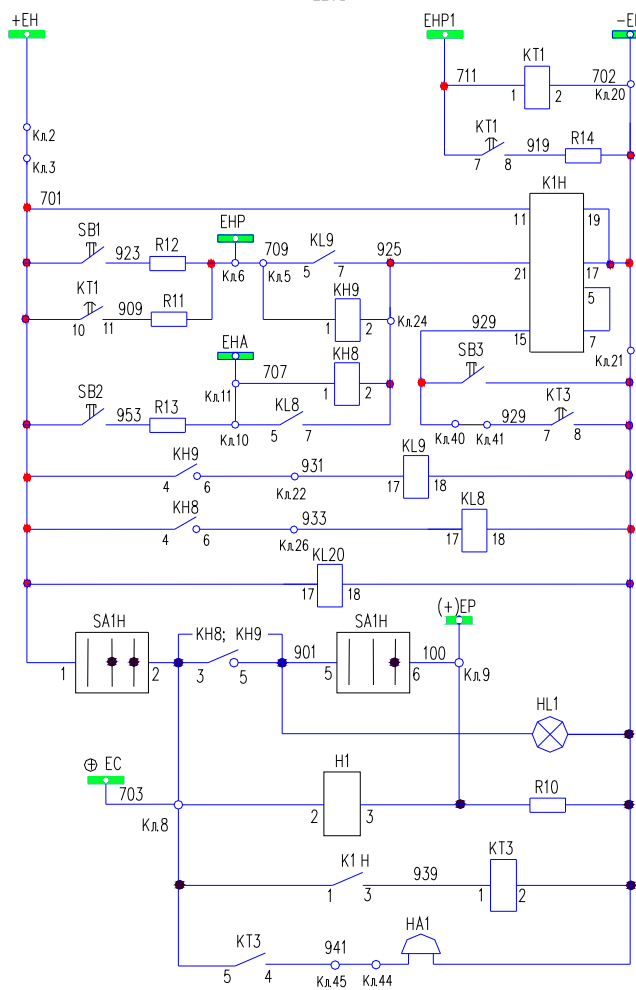 +EH
EHP1
-EH
KT1
711
702
1
2
Кл.20
Кл.2
KT1
919
R14
7
8
Кл.3
701
K1H
11
19
SB1
EHP
KL9
923
R12
709
925
Кл.6
Кл.5
5
7
21
17
KT1
KH9
5
909
R11
10
11
1
2
Кл.24
929
15
7
EHA
KH8
SB3
Кл.21
707
Кл.11
1
2
SB2
KL8
KT3
953
R13
929
Кл.10
5
7
Кл.40
Кл.41
7
8
KH9
931
KL9
4
6
Кл.22
17
18
KH8
933
KL8
4
6
Кл.26
17
18
KL20
17
18
(+)EP
SA1H
KH8; KH9
SA1H
901
100
1
2
3
5
5
6
Кл.9
HL1
EC
H1
703
R10
Кл.8
2
3
K1 H
939
KT3
1
3
1
2
KT3
941
HA1
5
4
Кл.45
Кл.44